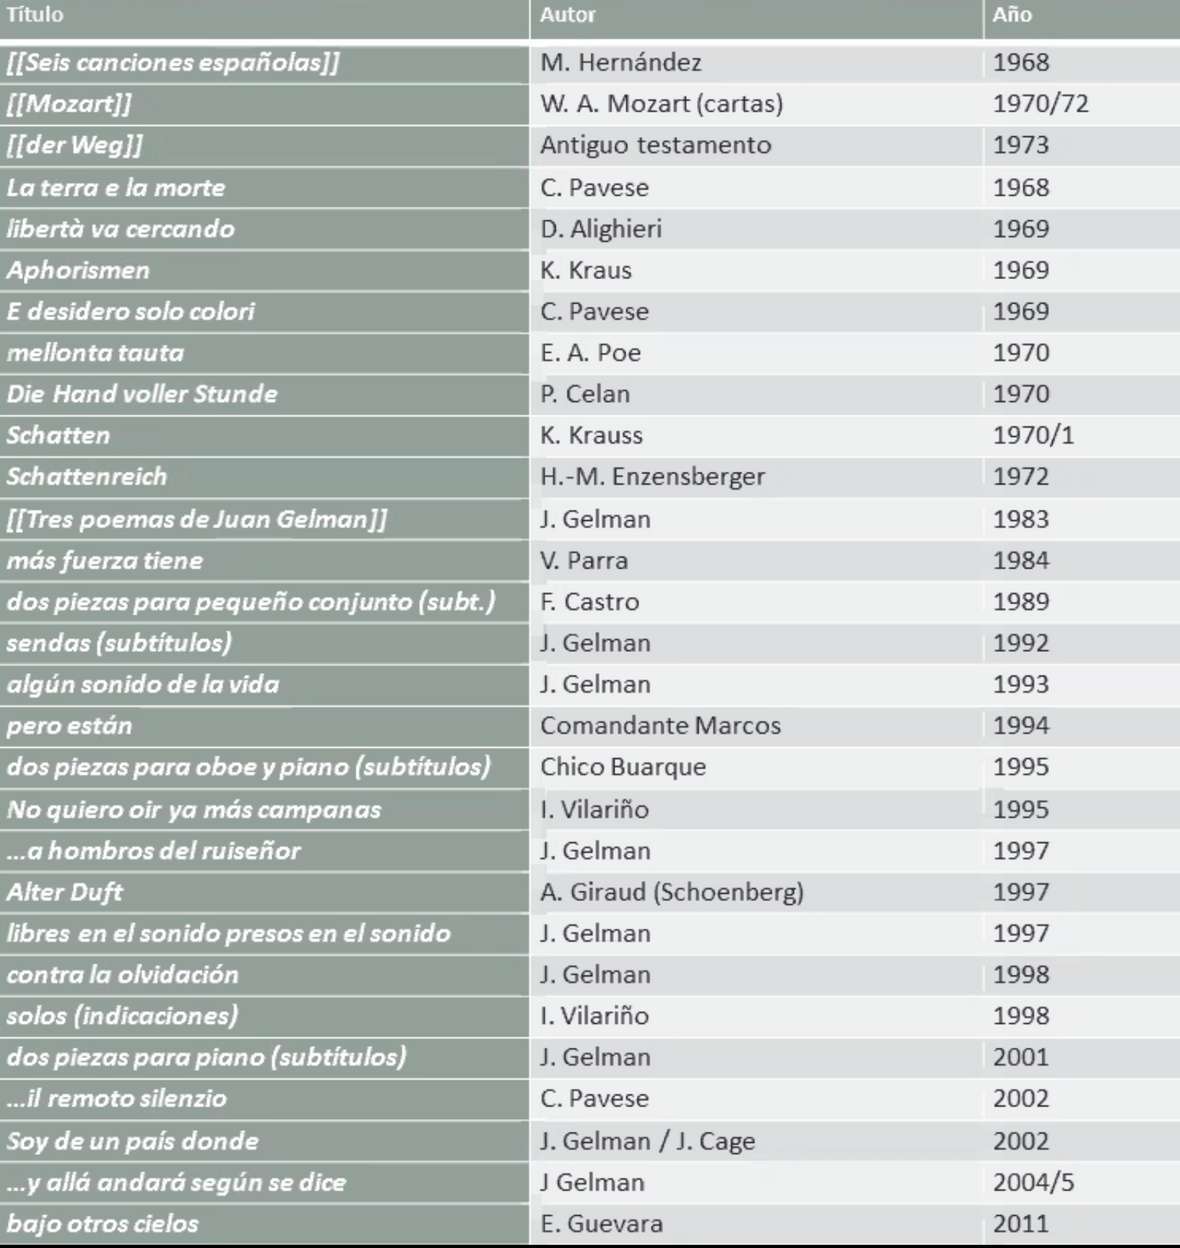 Título Autor Año
[[Seis canciones españolas]] M. Hernández 1968
[[Mozart]] W. A. Mozart (cartas) 1970/72
[[der Weg]] Antiguo testamento 1973
La terra e la morte C. Pavese 1968
libertà va cercando D. Alighieri 1969
Aphorismen K. Kraus 1969
E desidero solo colori C. Pavese 1969
mellonta tauta E. A. Poe 1970
Die Hand voller Stunde P. Celan 1970
Schatten K. Krauss 1970/1
Schattenreich H.-M. Enzensberger 1972
[[Tres poemas de Juan Gelman]] J. Gelman 1983
más fuerza tiene V. Parra 1984
dos piezas para pequeño conjunto (subt.) F. Castro 1989
sendas (subtítulos) J. Gelman 1992
algún sonido de la vida J. Gelman 1993
pero están Comandante Marcos 1994
dos piezas para oboe y piano (subtítulos) Chico Buarque 1995
No quiero oir ya más campanas I. Vilariño 1995
...a hombros del ruiseñor J. Gelman 1997
Alter Duft A. Giraud (Schoenberg) 1997
libres en el sonido presos en el sonido J. Gelman 1997
contra la olvidación J. Gelman 1998
solos (indicaciones) I. Vilariño 1998
dos piezas para piano (subtítulos) J. Gelman 2001
...il remoto silenzio C. Pavese 2002
Soy de un país donde J. Gelman / J. Cage 2002
...y allá andará según se dice J Gelman 2004/5
bajo otros cielos E. Guevara 2011